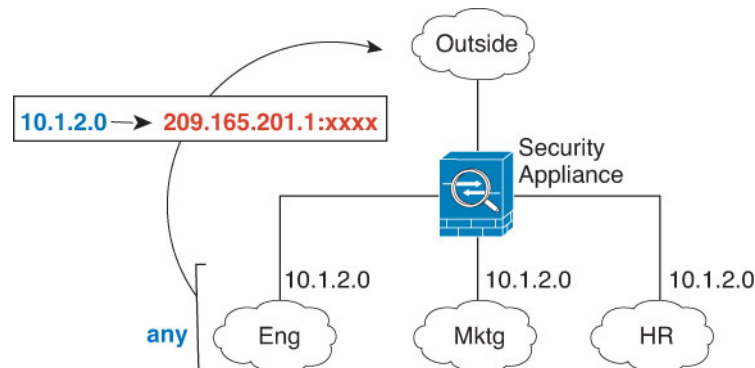 Outside
10.1.2.0 → 209.165.201.1:xxxx
Security
Appliance
10.1.2.0
10.1.2.0
10.1.2.0
any
Eng
Mktg
HR